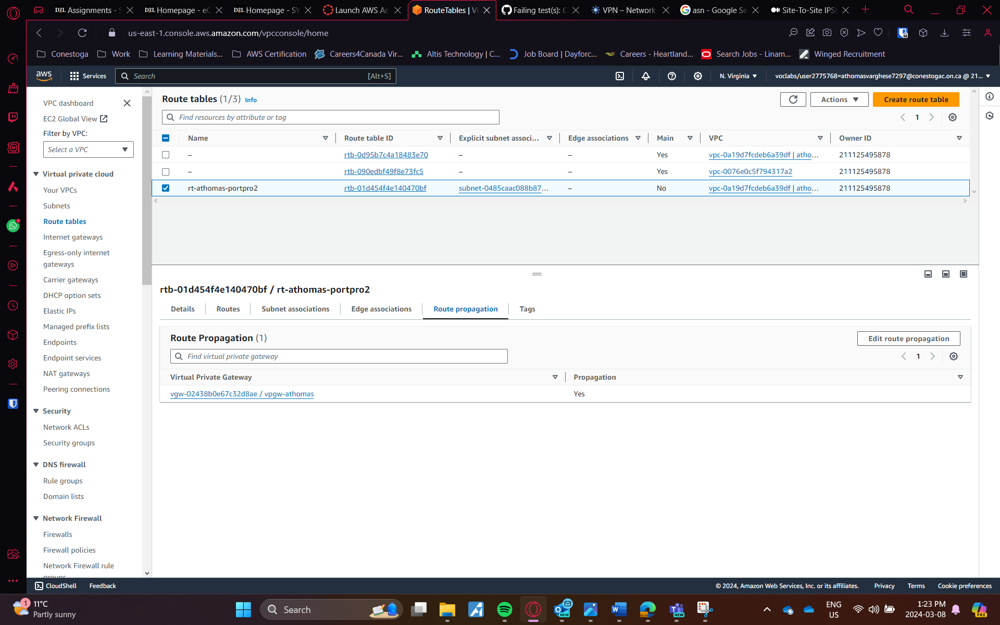 D2L Assignments - S
D2L Homepage - eC
D2L Homepage - SY
Launch AWS Ac
RouteTables | VP
Failing test(s): C
VPN – Network
asn - Google Se
Site-To-Site IPS
us-east-1.console.aws.amazon.com/vpcconsole/home
Conestoga
Work
Learning Materials...
AWS Certification
Careers4Canada Vir...
Altis Technology | C...
Job Board | Dayforc...
Careers - Heartland...
Search Jobs - Linam...
Winged Recruitment
aws
Services
Search
[Alt+S]
N. Virginia
voclabs/user2775768=athomasvarghese7297@conestogac.on.ca @ 21...
VPC dashboard
EC2 Global View
Filter by VPC:
Select a VPC
Virtual private cloud
Your VPCs
Subnets
Route tables
Internet gateways
Egress-only internet
gateways
Carrier gateways
DHCP option sets
Elastic IPs
Managed prefix lists
Endpoints
Endpoint services
NAT gateways
Peering connections
Security
Network ACLs
Security groups
DNS firewall
Rule groups
Domain lists
Network Firewall
Firewalls
Firewall policies
Network Firewall rule
groups
Route tables (1/3) Info
Actions
Create route table
Find resources by attribute or tag
1
Name Route table ID Explicit subnet associ... Edge associations Main VPC Owner ID
– rtb-0d95b7c4a18483e70 – – Yes vpc-0a19d7fcdeb6a39df | atho... 211125495878
– rtb-090edbf49f8e73fc5 – – Yes vpc-0076e0c5f794317a2 211125495878
rt-athomas-portpro2 rtb-01d454f4e140470bf subnet-0485caac088b87... – No vpc-0a19d7fcdeb6a39df | atho... 211125495878
rtb-01d454f4e140470bf / rt-athomas-portpro2
Details
Routes
Subnet associations
Edge associations
Route propagation
Tags
Route Propagation (1)
Edit route propagation
Find virtual private gateway
1
Virtual Private Gateway Propagation
vgw-02438b0e67c32d8ae / vpgw-athomas Yes
CloudShell
Feedback
© 2024, Amazon Web Services, Inc. or its affiliates.
Privacy
Terms
Cookie preferences
1
11°C
Partly sunny
Search
NEW
NEW
ENG
US
1:23 PM
2024-03-08
PRE